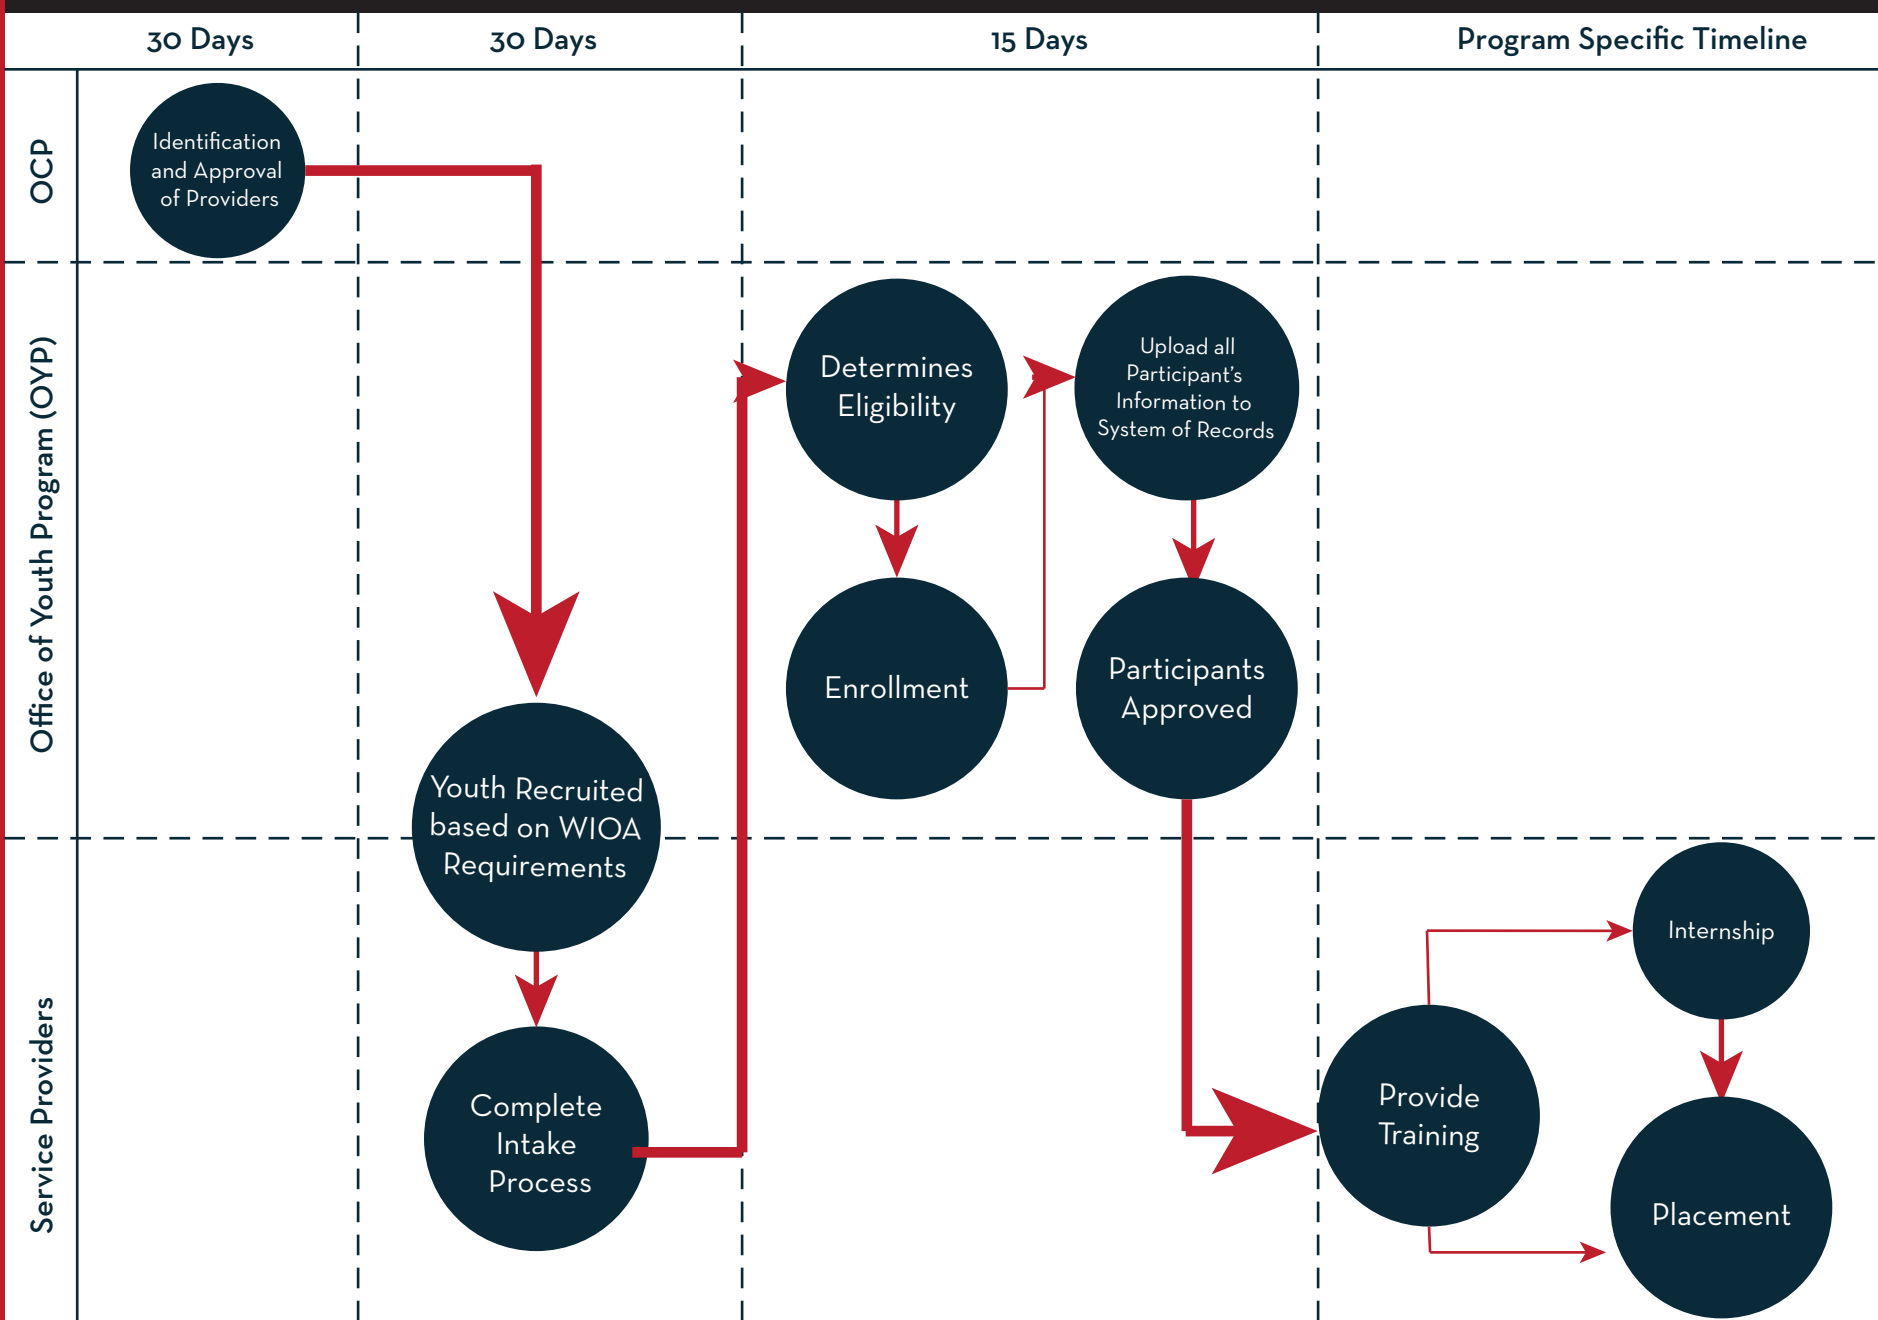 30 Days
30 Days
15 Days
Program Specific Timeline
OCP
Identification
and Approval
of Providers
Office of Youth Program (OYP)
Determines
Eligibility
Upload all
Participant's
Information to
System of Records
Enrollment
Participants
Approved
Youth Recruited
based on WIOA
Requirements
Service Providers
Complete
Intake
Process
Internship
Provide
Training
Placement